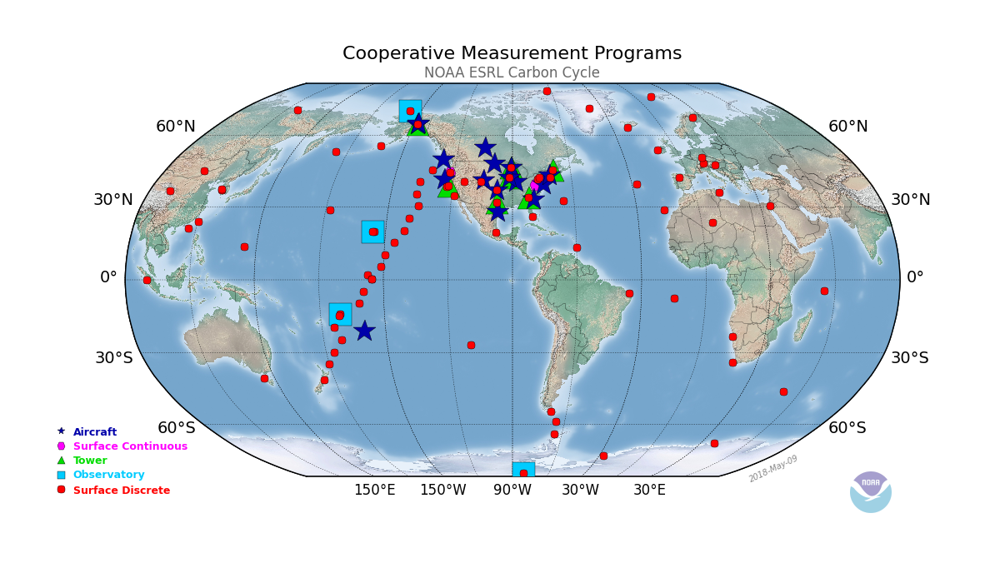 Cooperative Measurement Programs
NOAA ESRL Carbon Cycle
60°N 60°N
30°N 30°N
0° 0°
30°S 30°S
60°S 60°S
150°E 150°W 90°W 30°W 30°E
Aircraft
Surface Continuous
Tower
Observatory
Surface Discrete
2018-May-09
NOAA